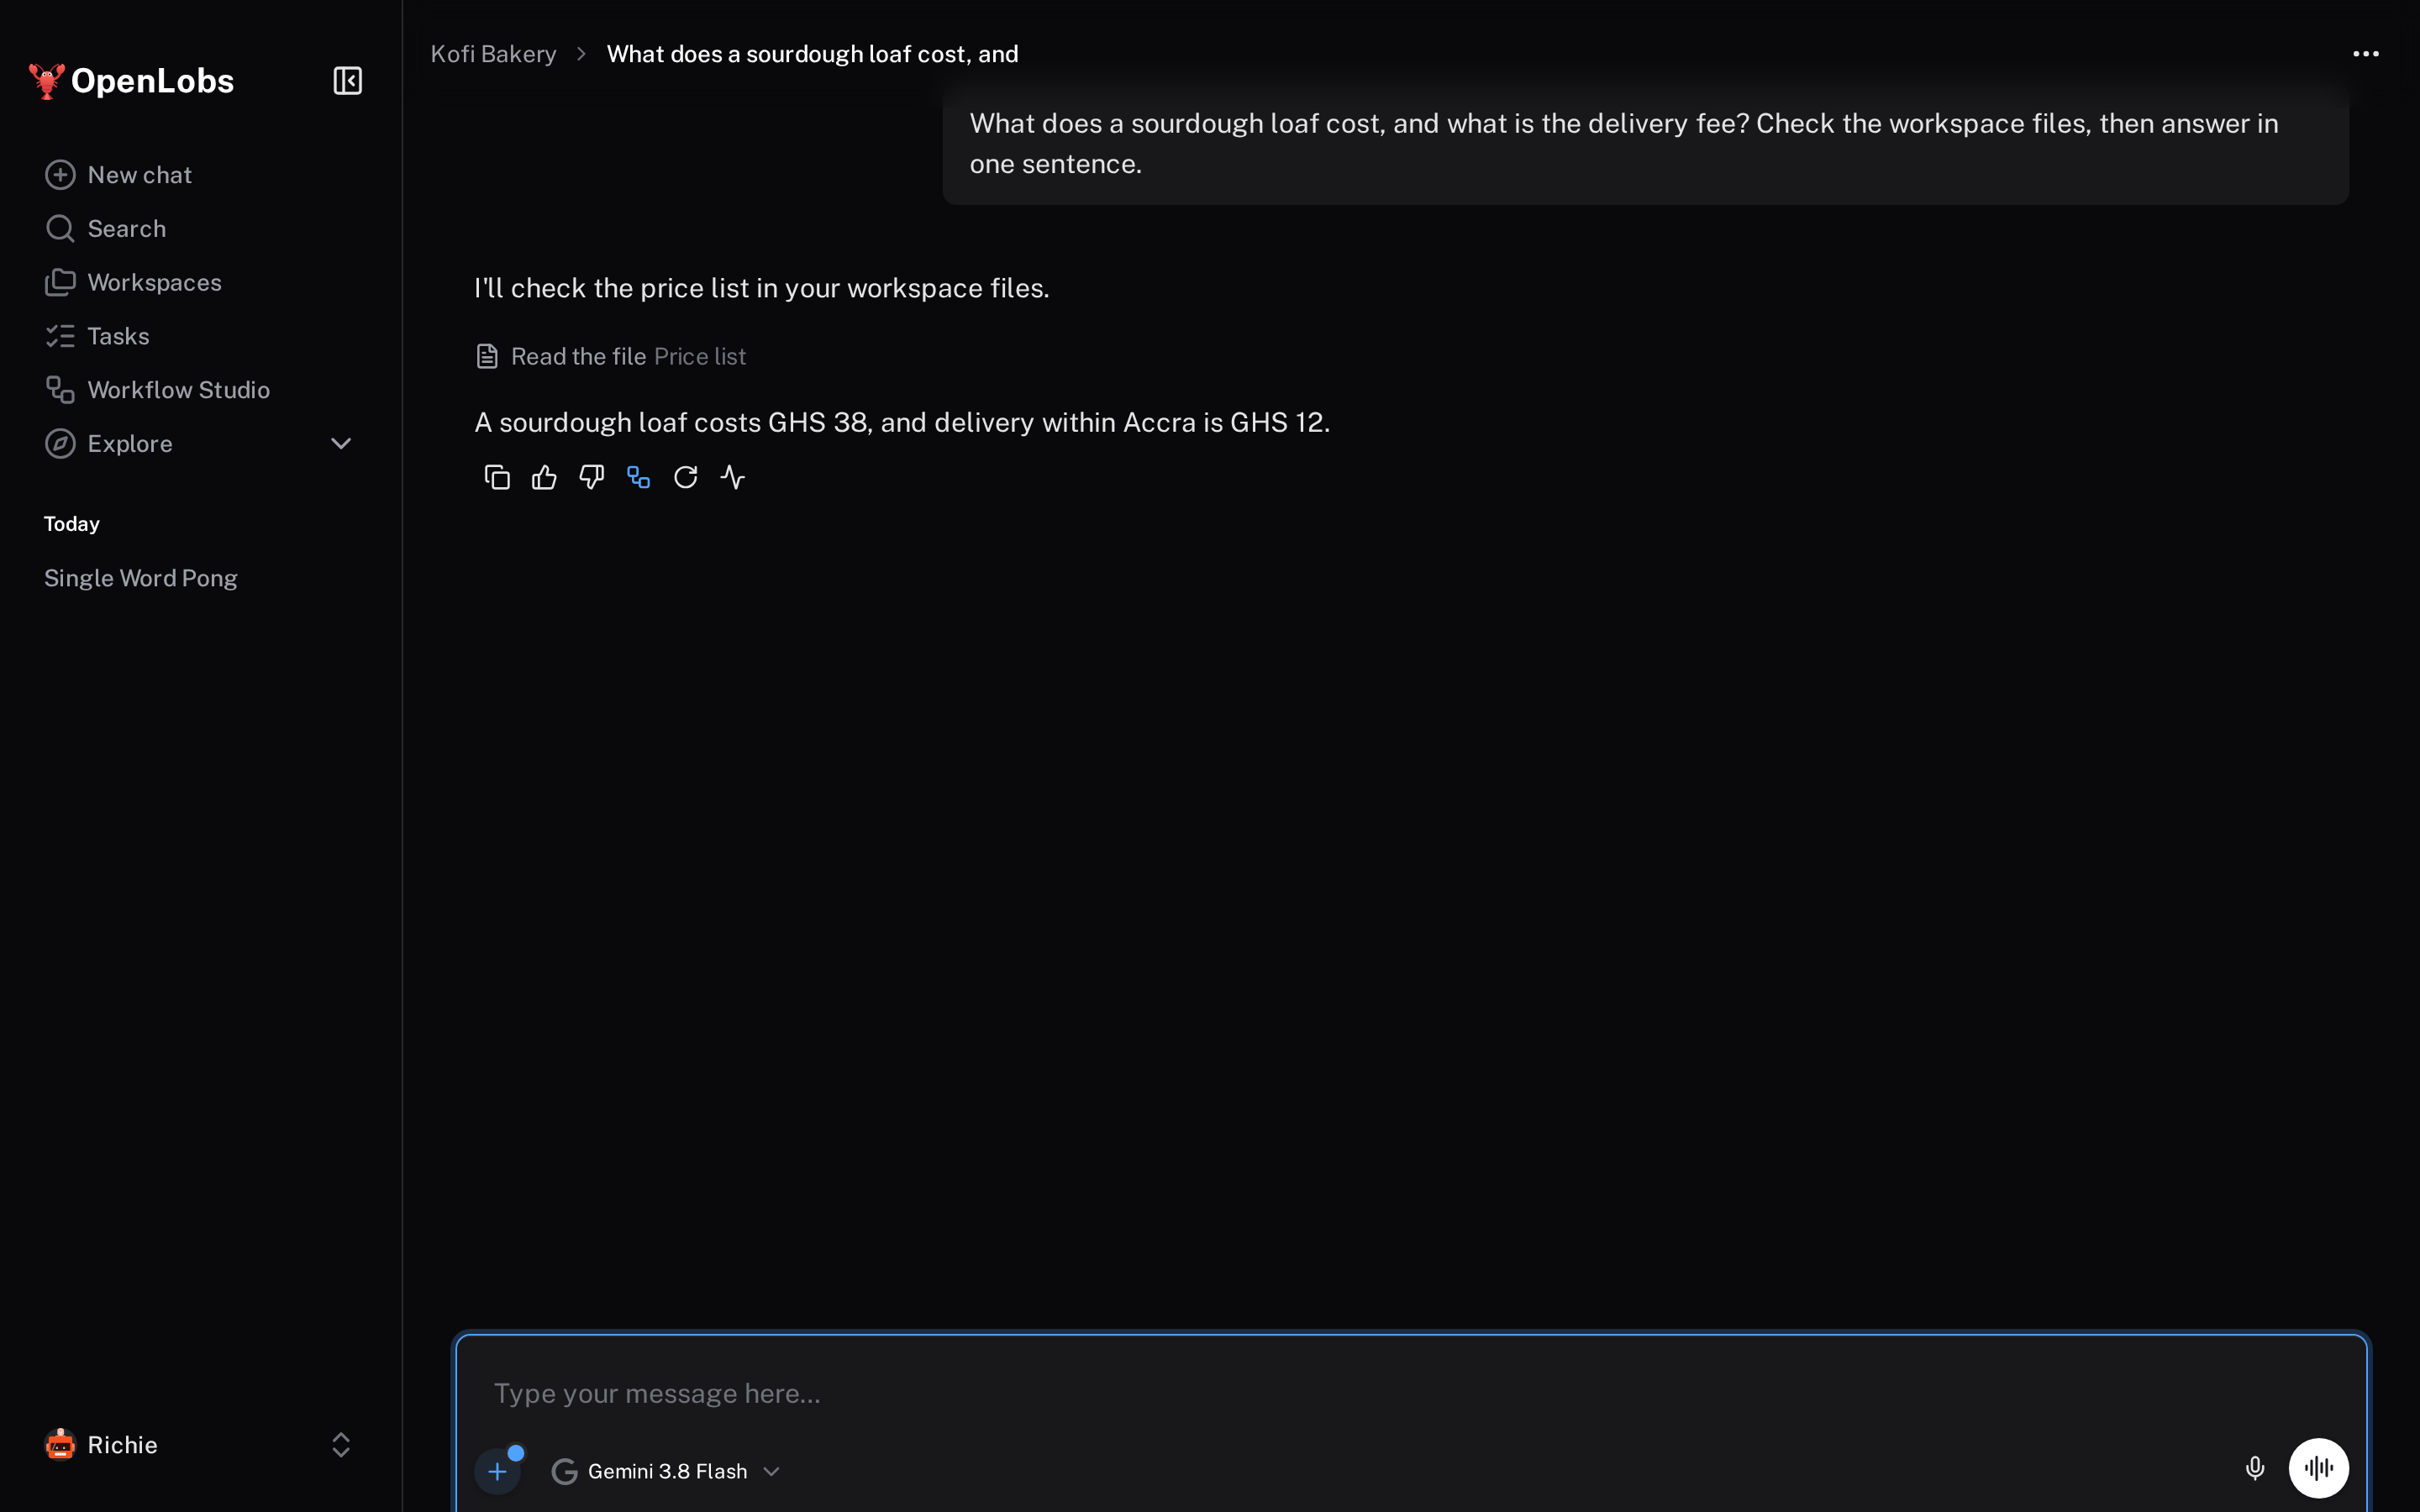 OpenLobs
New chat
Search
Workspaces
Tasks
Workflow Studio
Explore
Today
Single Word Pong
Richie
Kofi Bakery > What does a sourdough loaf cost, and
What does a sourdough loaf cost, and what is the delivery fee? Check the workspace files, then answer in
one sentence.
I'll check the price list in your workspace files.
Read the file Price list
A sourdough loaf costs GHS 38, and delivery within Accra is GHS 12.
Type your message here...
Gemini 3.8 Flash